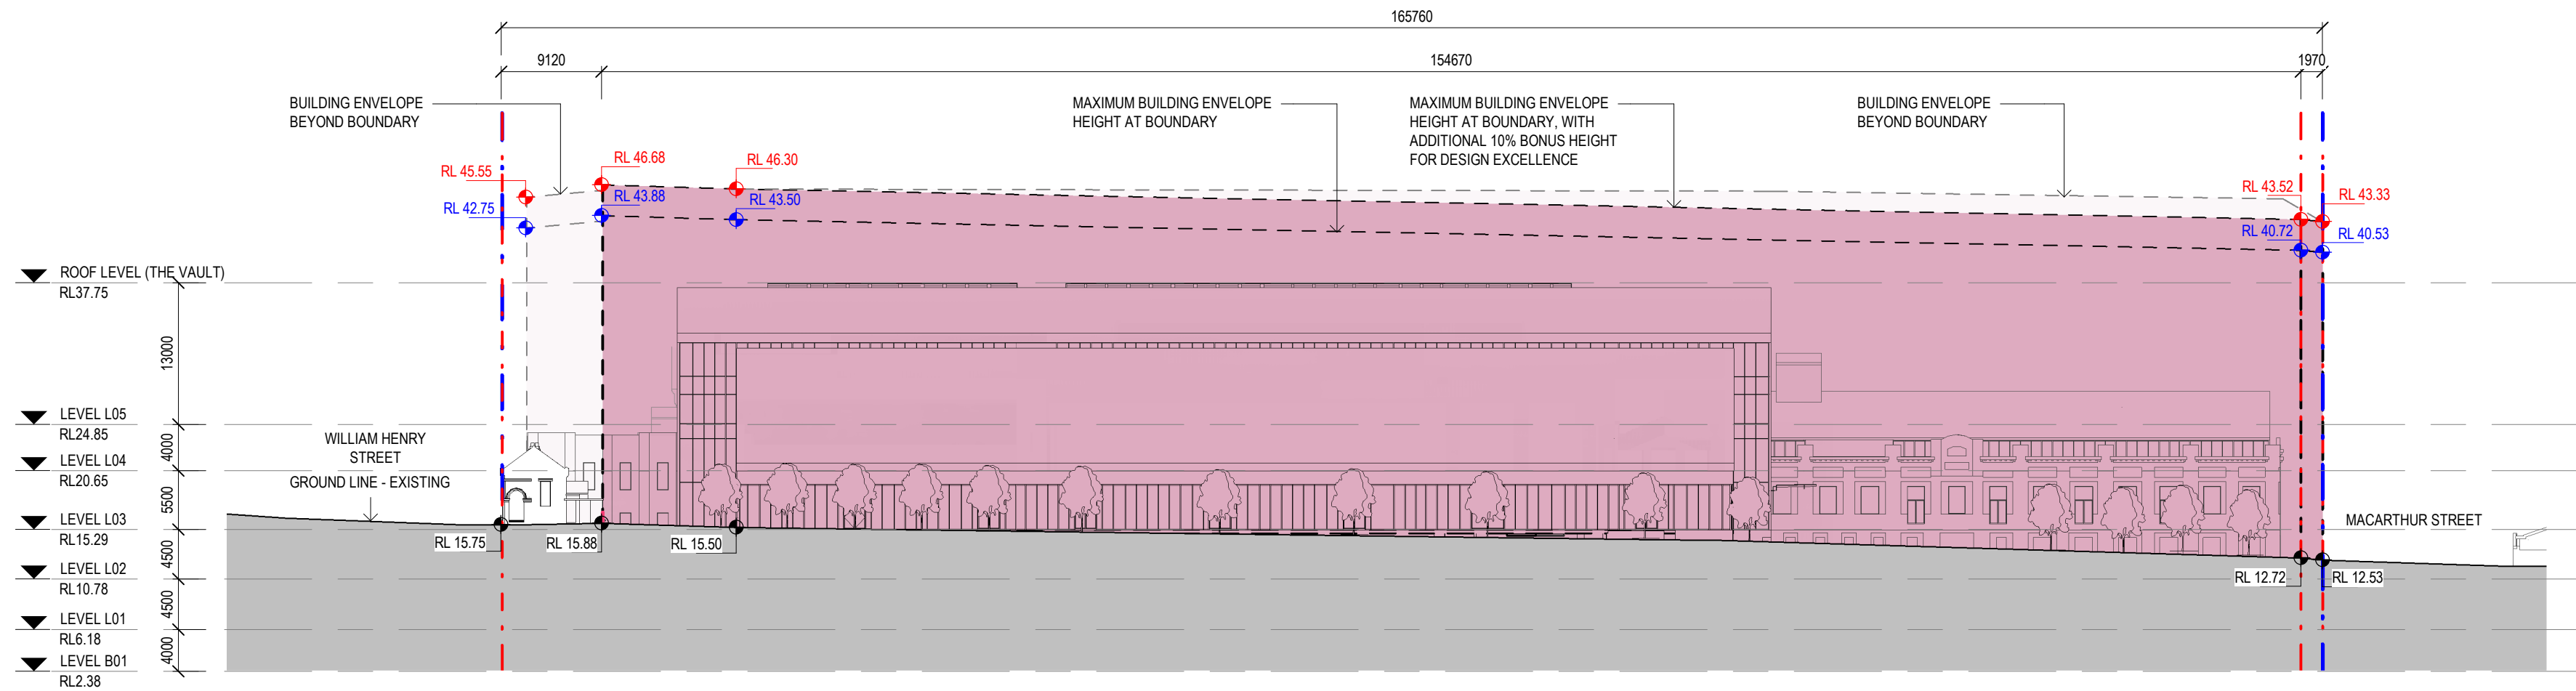 165760
9120
154670
1970
BUILDING ENVELOPE
BEYOND BOUNDARY
MAXIMUM BUILDING ENVELOPE
HEIGHT AT BOUNDARY
MAXIMUM BUILDING ENVELOPE
HEIGHT AT BOUNDARY, WITH
ADDITIONAL 10% BONUS HEIGHT
FOR DESIGN EXCELLENCE
BUILDING ENVELOPE
BEYOND BOUNDARY
RL 45.55
RL 46.68
RL 46.30
RL 43.52
RL 43.33
RL 42.75
RL 43.88
RL 43.50
RL 40.72
RL 40.53
ROOF LEVEL (THE VAULT)
RL37.75
13000
LEVEL L05
RL24.85
4000
LEVEL L04
RL20.65
5500
LEVEL L03
RL15.29
4500
LEVEL L02
RL10.78
4500
LEVEL L01
RL6.18
4000
LEVEL B01
RL2.38
WILLIAM HENRY
STREET
GROUND LINE - EXISTING
RL 15.75
RL 15.88
RL 15.50
MACARTHUR STREET
RL 12.72
RL 12.53